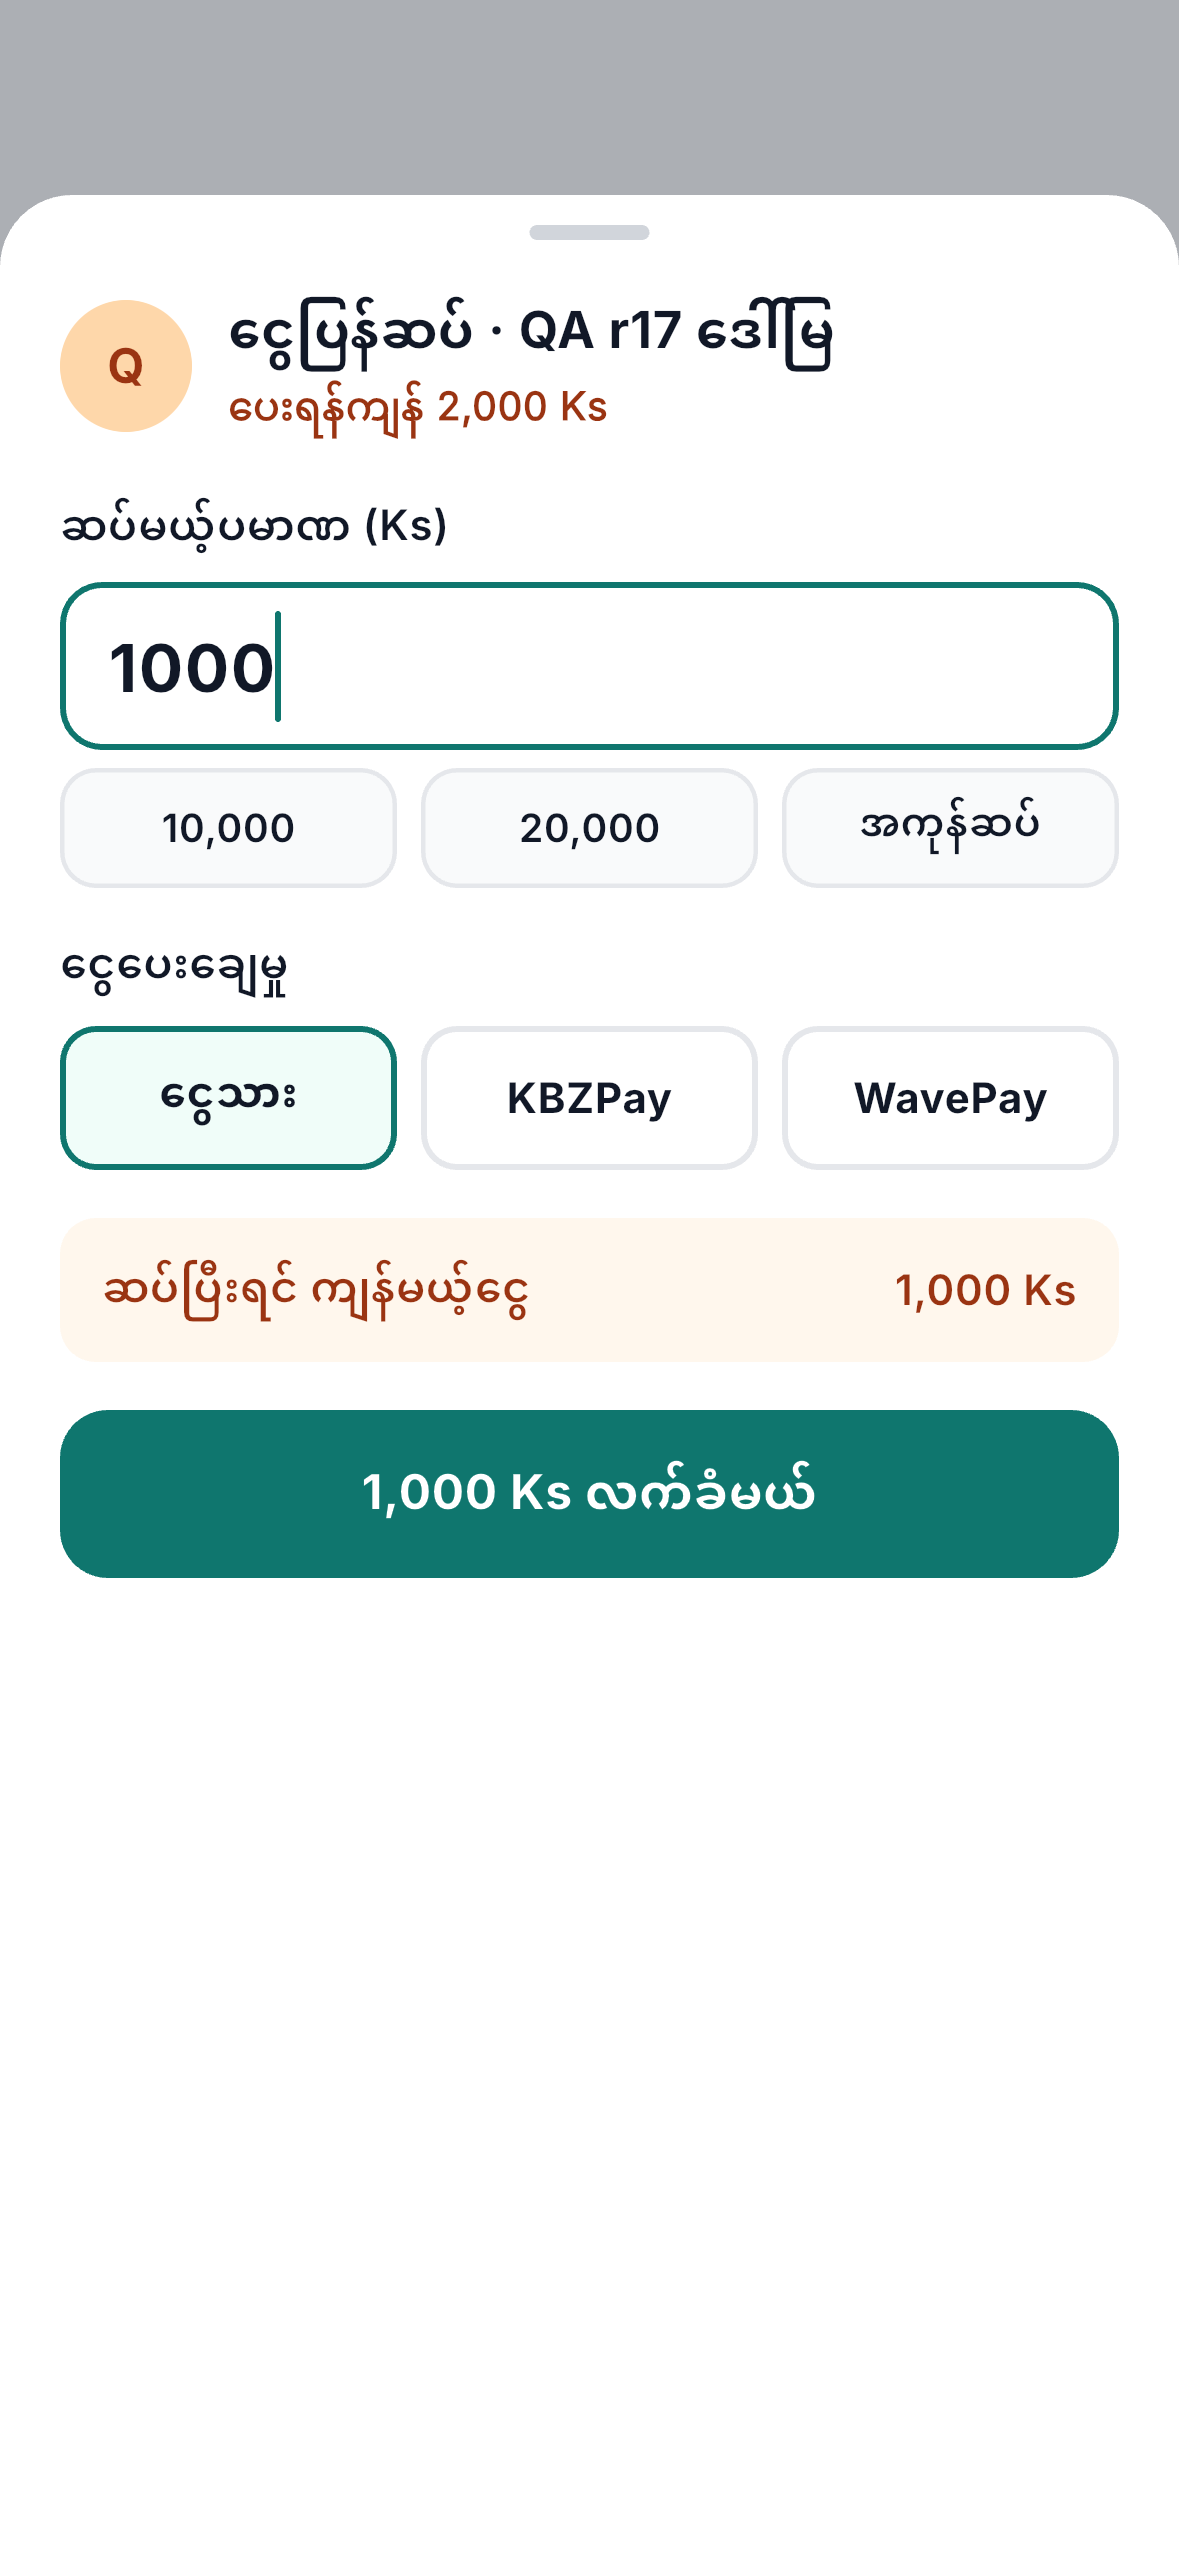 Q
ငွေပြန်ဆပ် · QA r17 ဒေါ်မြ
ပေးရန်ကျန် 2,000 Ks
ဆပ်မယ့်ပမာဏ (Ks)
1000
10,000 20,000 အကုန်ဆပ်
ငွေပေးချေမှု
ငွေသား KBZPay WavePay
ဆပ်ပြီးရင် ကျန်မယ့်ငွေ 1,000 Ks
1,000 Ks လက်ခံမယ်